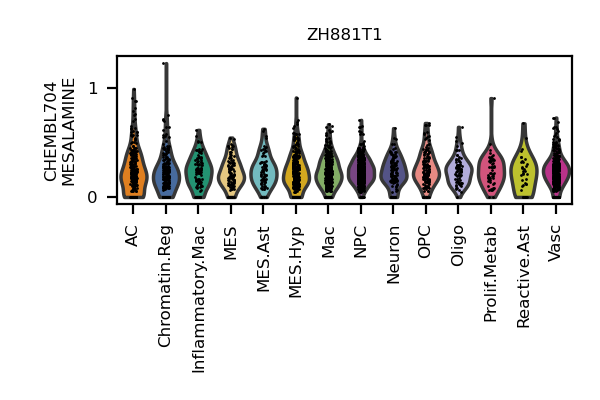 ZH881T1
CHEMBL704
MESALAMINE
1
0
AC
Chromatin.Reg
Inflammatory.Mac
MES
MES.Ast
MES.Hyp
Mac
NPC
Neuron
OPC
Oligo
Prolif.Metab
Reactive.Ast
Vasc